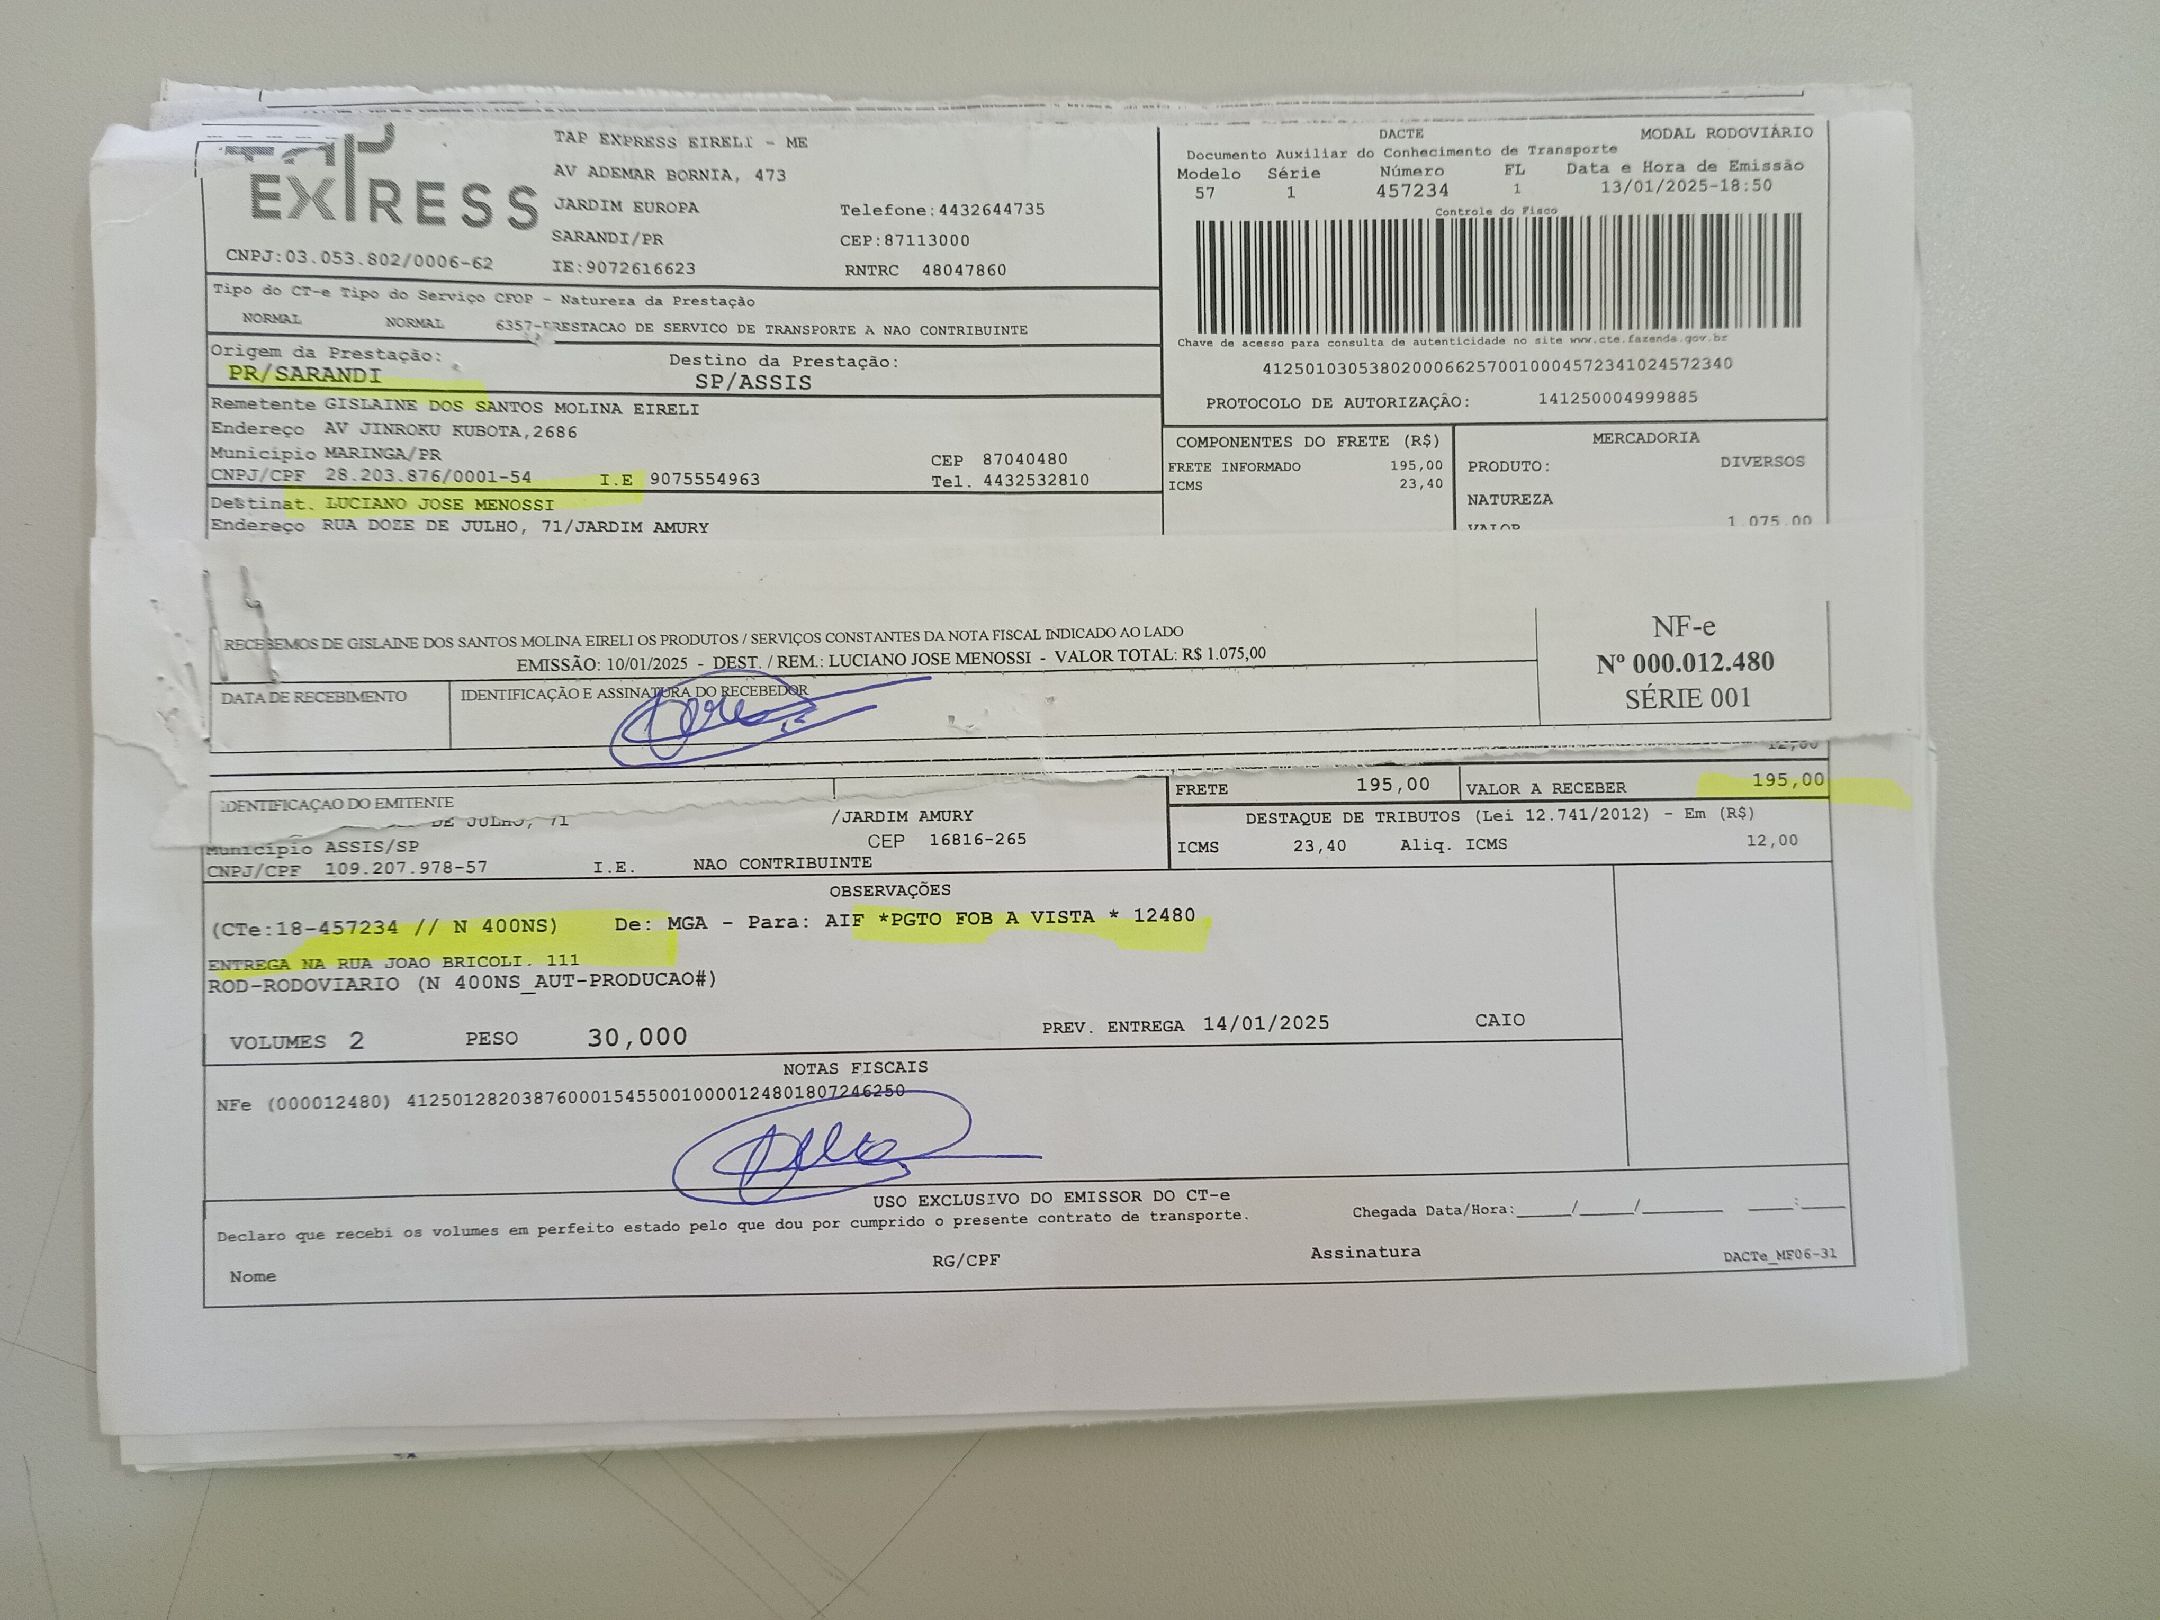 EXPRESS
TAP EXPRESS EIRELI - ME
AV ADEMAR BORNIA, 473
JARDIM EUROPA
Telefone:4432644735
SARANDI/PR
CEP:87113000
CNPJ:03.053.802/0006-62
IE:9072616623
RNTRC 48047860
DACTE
MODAL RODOVIÁRIO
Documento Auxiliar do Conhecimento de Transporte
Modelo Série Número FL Data e Hora de Emissão
57 1 457234 1 13/01/2025-18:50
Controle do Fisco
Chave de acesso para consulta de autenticidade no site www.cte.fazenda.gov.br
41250103053802000662570010004572341024572340
PROTOCOLO DE AUTORIZAÇÃO: 141250004999885
Tipo do CT-e Tipo do Serviço CFOP - Natureza da Prestação
NORMAL NORMAL 6357-PRESTACAO DE SERVICO DE TRANSPORTE A NAO CONTRIBUINTE
Origem da Prestação: Destino da Prestação:
PR/SARANDI SP/ASSIS
Remetente GISLAINE DOS SANTOS MOLINA EIRELI
Endereço AV JINROKU KUBOTA,2686
Município MARINGA/PR CEP 87040480
CNPJ/CPF 28.203.876/0001-54 I.E 9075554963 Tel. 4432532810
Destinat. LUCIANO JOSE MENOSSI
Endereço RUA DOZE DE JULHO, 71/JARDIM AMURY
COMPONENTES DO FRETE (R$)
FRETE INFORMADO 195,00
ICMS 23,40
MERCADORIA
PRODUTO: DIVERSOS
NATUREZA
VALOR 1.075,00
RECEBEMOS DE GISLAINE DOS SANTOS MOLINA EIRELI OS PRODUTOS / SERVIÇOS CONSTANTES DA NOTA FISCAL INDICADO AO LADO
EMISSÃO: 10/01/2025 - DEST. / REM.: LUCIANO JOSE MENOSSI - VALOR TOTAL: R$ 1.075,00
DATA DE RECEBIMENTO
IDENTIFICAÇÃO E ASSINATURA DO RECEBEDOR
NF-e
Nº 000.012.480
SÉRIE 001
12,00
IDENTIFICAÇÃO DO EMITENTE
DE JULHO, 71 /JARDIM AMURY
CEP 16816-265
Município ASSIS/SP
CNPJ/CPF 109.207.978-57 I.E. NAO CONTRIBUINTE
FRETE 195,00 VALOR A RECEBER 195,00
DESTAQUE DE TRIBUTOS (Lei 12.741/2012) - Em (R$)
ICMS 23,40 Aliq. ICMS 12,00
OBSERVAÇÕES
(CTe:18-457234 // N 400NS) De: MGA - Para: AIF *PGTO FOB A VISTA * 12480
ENTREGA NA RUA JOAO BRICOLI. 111
ROD-RODOVIARIO (N 400NS_AUT-PRODUCAO#)
VOLUMES 2 PESO 30,000 PREV. ENTREGA 14/01/2025 CAIO
NOTAS FISCAIS
NFe (000012480) 41250128203876000154550010000124801807246250
USO EXCLUSIVO DO EMISSOR DO CT-e
Declaro que recebi os volumes em perfeito estado pelo que dou por cumprido o presente contrato de transporte.
Chegada Data/Hora:_____/_____/_______ ____:____
Nome
RG/CPF
Assinatura
DACTe_MF06-31